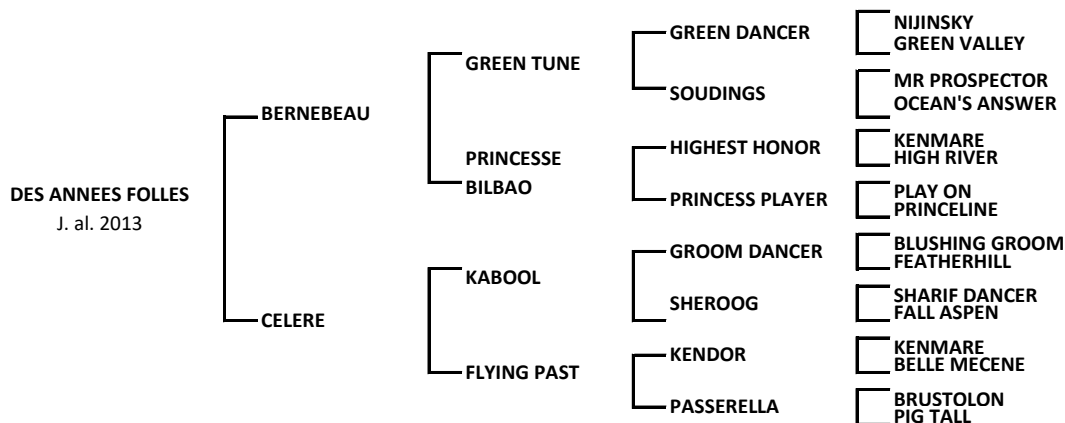 DES ANNEES FOLLES
J. al. 2013
BERNEBEAU
CELERE
GREEN TUNE
PRINCESSE
BILBAO
KABOOL
FLYING PAST
GREEN DANCER
SOUDINGS
HIGHEST HONOR
PRINCESS PLAYER
GROOM DANCER
SHEROOG
KENDOR
PASSERELLA
NIJINSKY
GREEN VALLEY
MR PROSPECTOR
OCEAN'S ANSWER
KENMARE
HIGH RIVER
PLAY ON
PRINCELINE
BLUSHING GROOM
FEATHERHILL
SHARIF DANCER
FALL ASPEN
KENMARE
BELLE MECENE
BRUSTOLON
PIG TALL